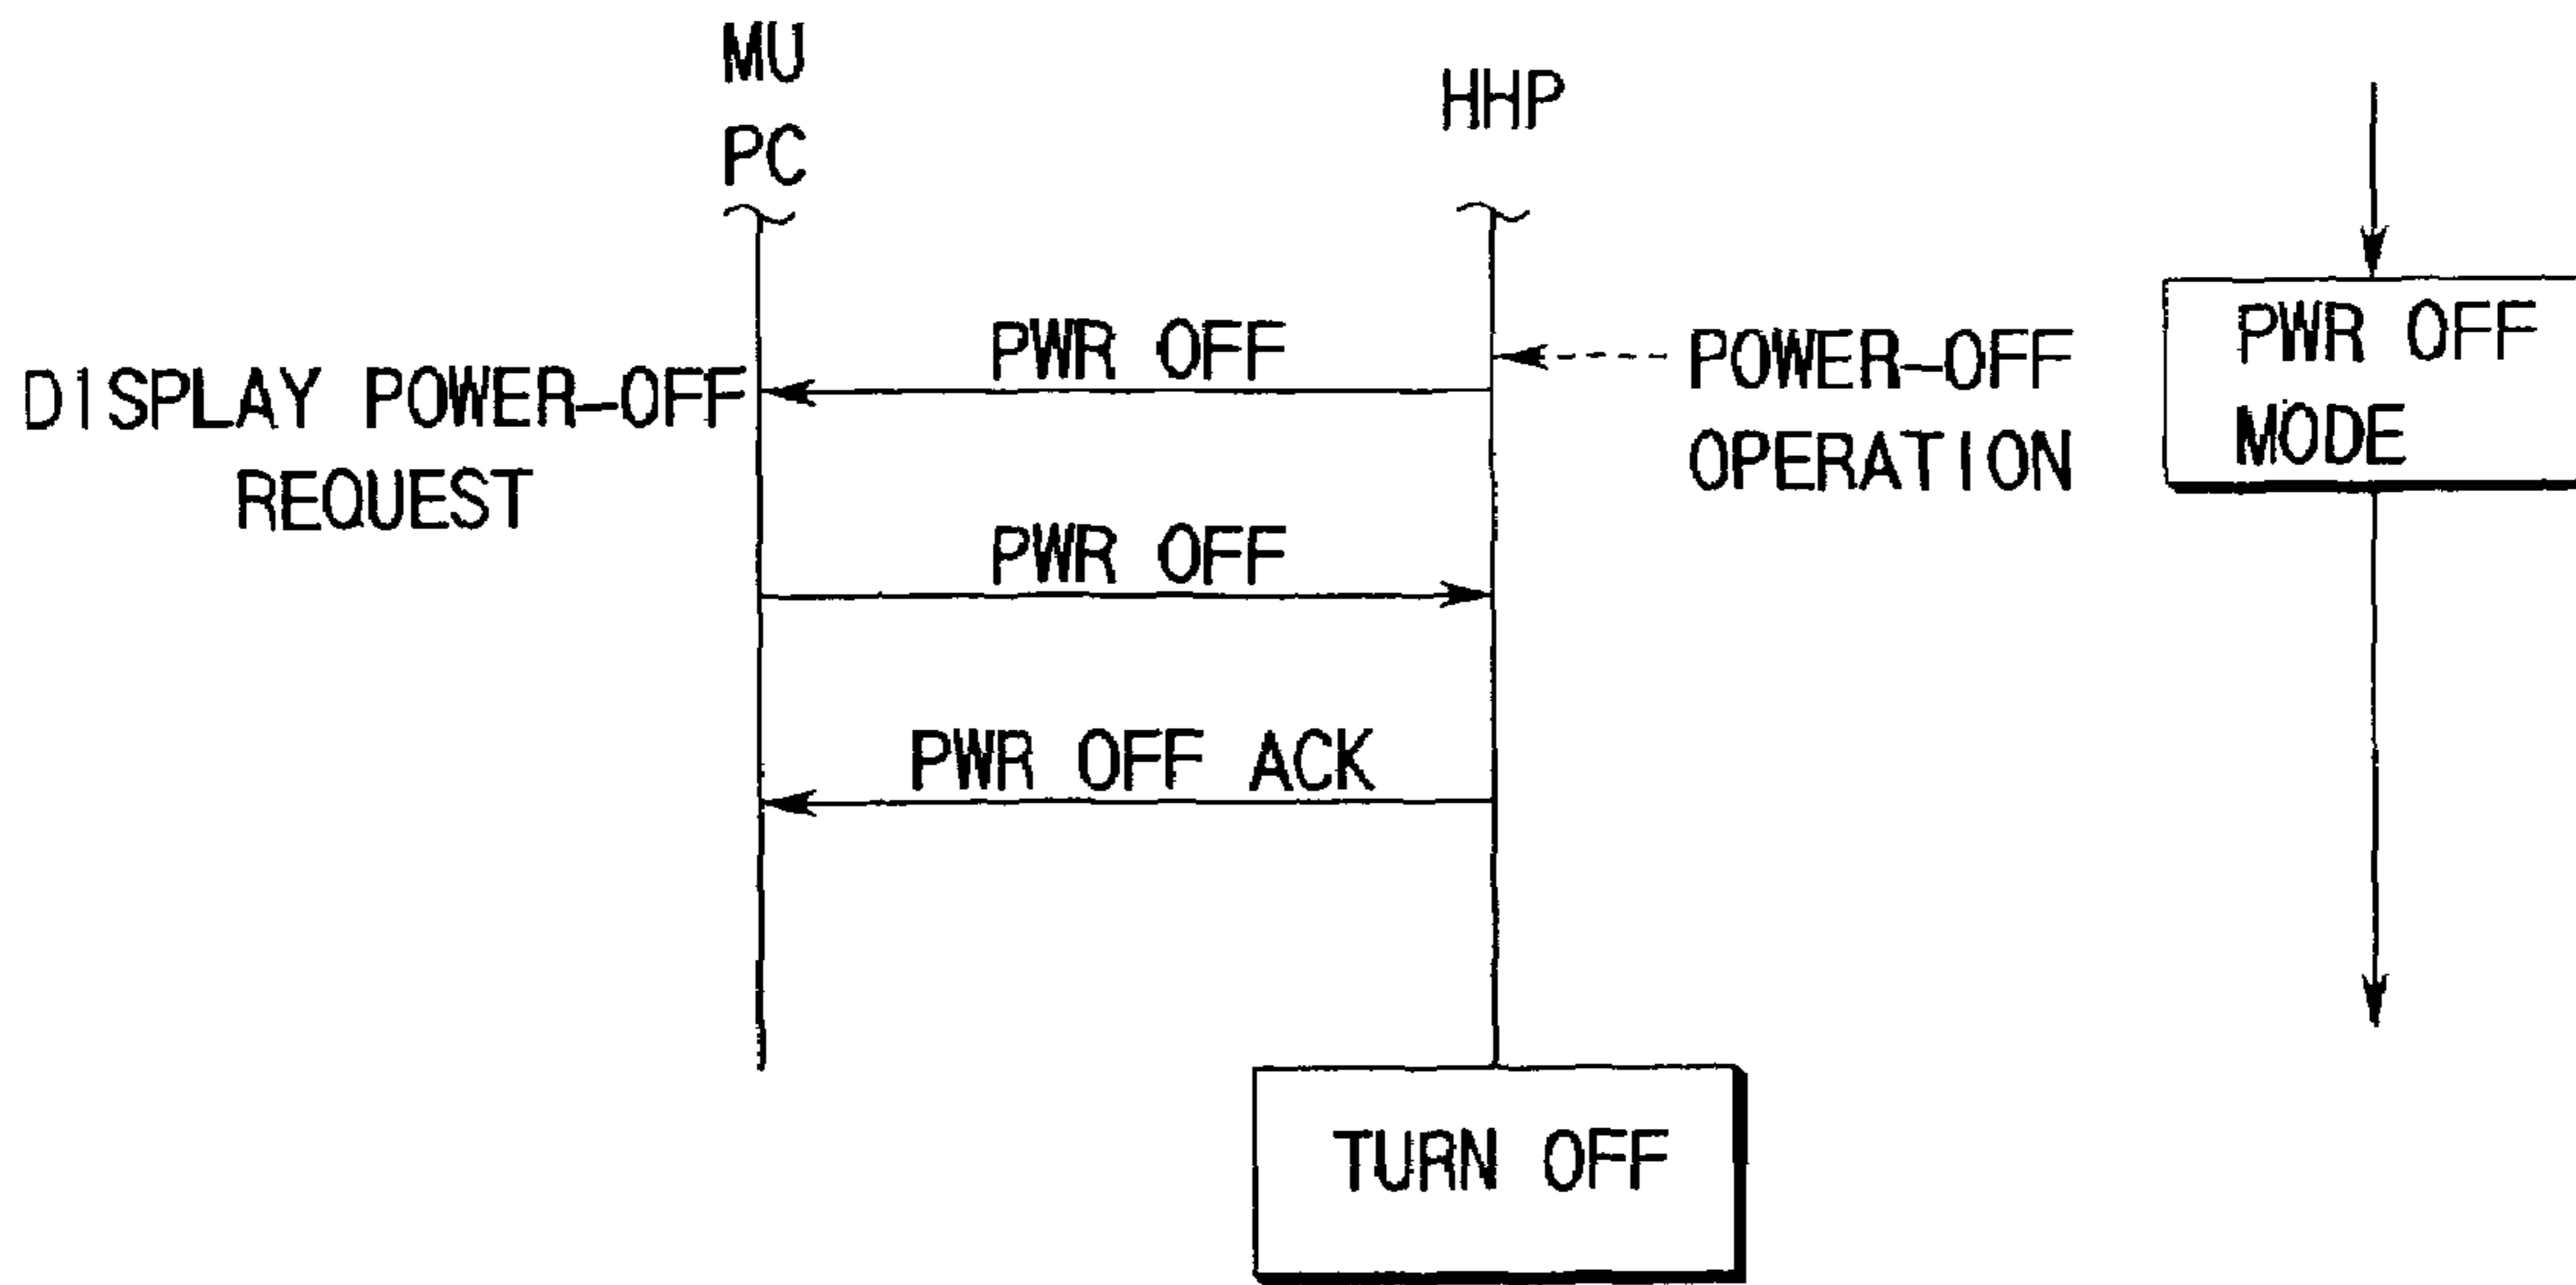 MU
PC
HHP
PWR OFF
POWER-OFF
OPERATION
PWR OFF
MODE
DISPLAY POWER-OFF
REQUEST
PWR OFF
PWR OFF ACK
TURN OFF